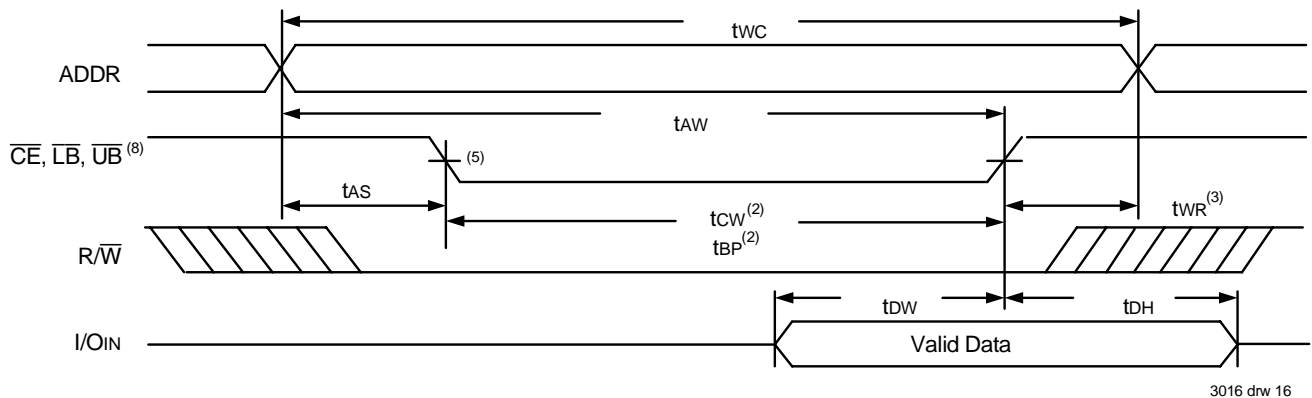 tWC
ADDR
tAW
CE, LB, UB (8)
(5)
tAS
tCW(2)
tWR(3)
tBP(2)
R/W
tDW
tDH
I/OIN
Valid Data
3016 drw 16